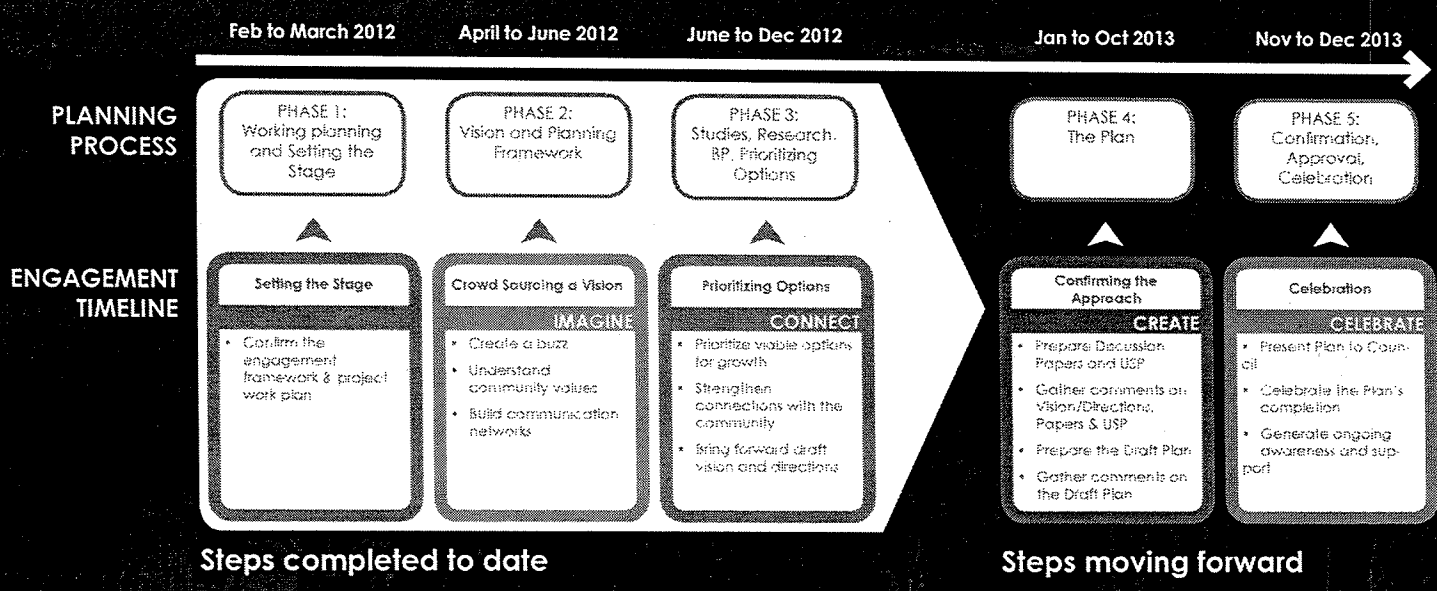 Feb to March 2012
April to June 2012
June to Dec 2012
Jan to Oct 2013
Nov to Dec 2013
PLANNING
PROCESS
PHASE 1:
Working planning
and Setting the
Stage
PHASE 2:
Vision and Planning
Framework
PHASE 3:
Studies, Research.
BP, Prioritizing
Options
PHASE 4:
The Plan
PHASE 5:
Confirmation,
Approval,
Celebration
ENGAGEMENT
TIMELINE
Setting the Stage
• Confirm the
engagement
framework & project
work plan
Crowd Sourcing a Vision
IMAGINE
• Create a buzz
• Understand
community values
• Build communication
networks
Prioritizing Options
CONNECT
• Prioritize viable options
for growth
• Strengthen
connections with the
community
• Bring forward draft
vision and directions
Confirming the
Approach
CREATE
• Prepare Discussion
Papers and USP
• Gather comments on
Vision/Directions,
Papers & USP
• Prepare the Draft Plan
• Gather comments on
the Draft Plan
Celebration
CELEBRATE
• Present Plan to Coun-
cil
• Celebrate the Plan's
completion
• Generate ongoing
awareness and sup-
port
Steps completed to date
Steps moving forward